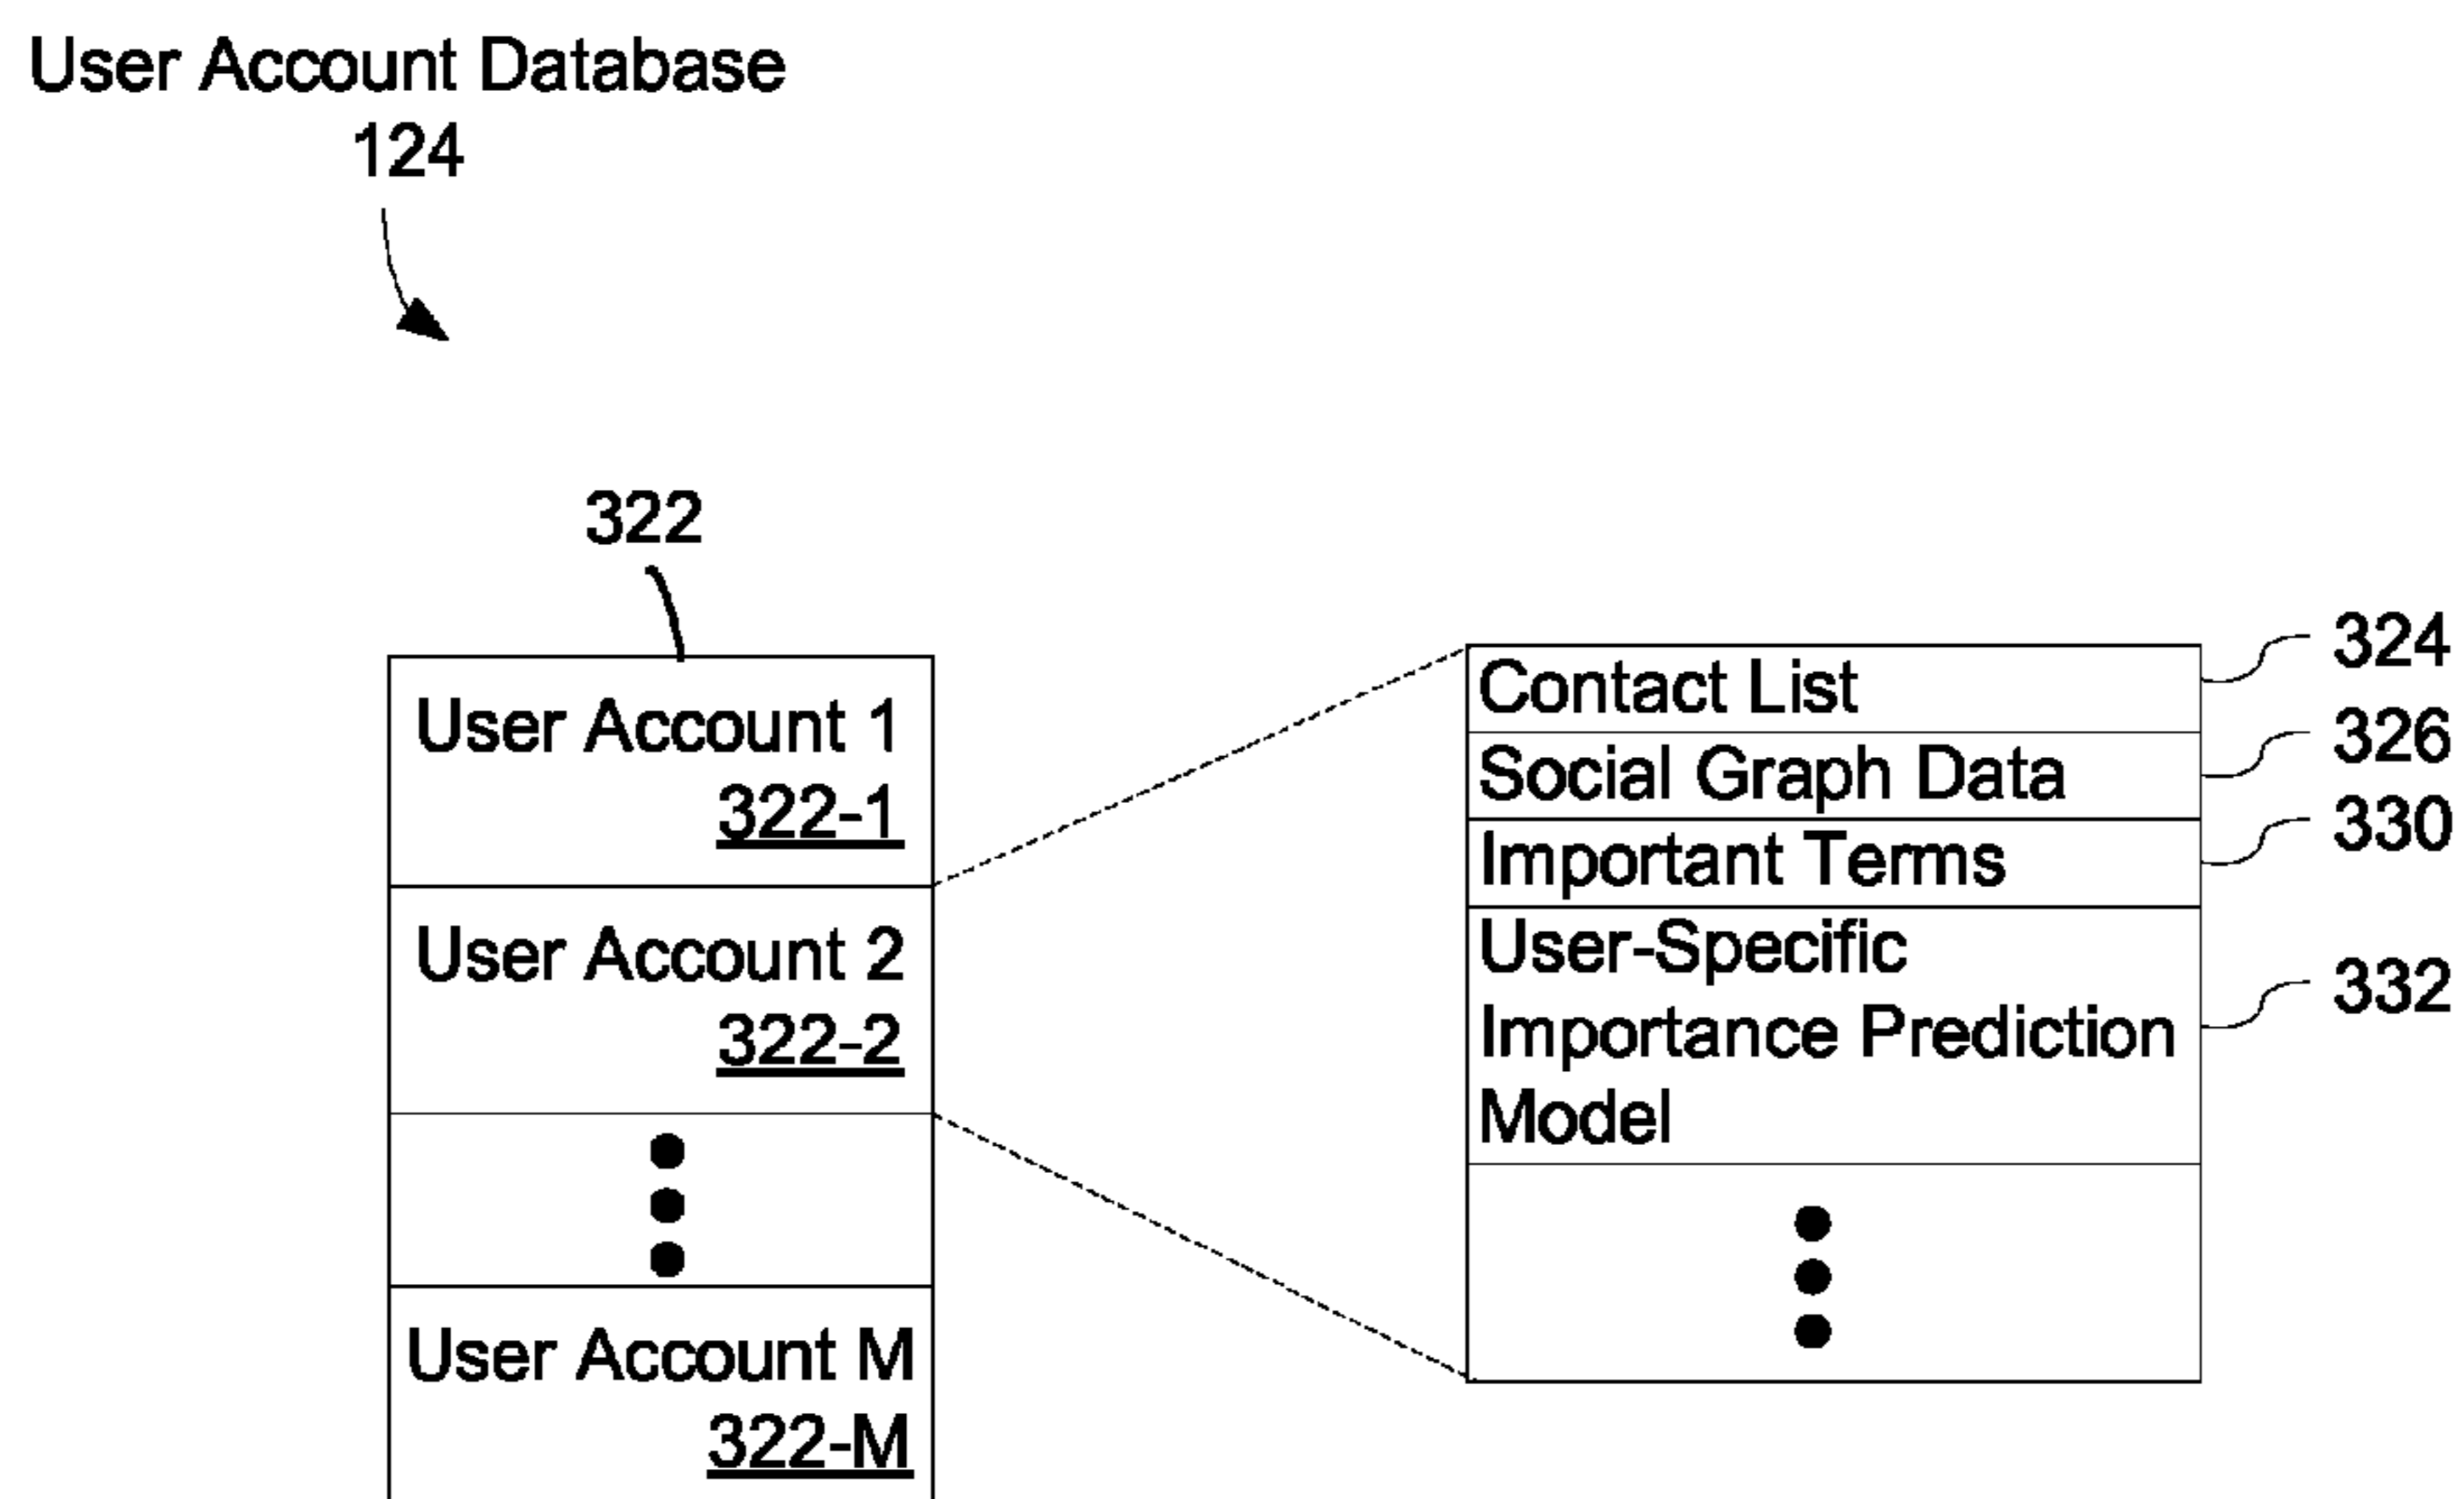 User Account Database
124
322
User Account 1
322-1
User Account 2
322-2
User Account M
322-M
Contact List
324
Social Graph Data
326
Important Terms
330
User-Specific
Importance Prediction
Model
332